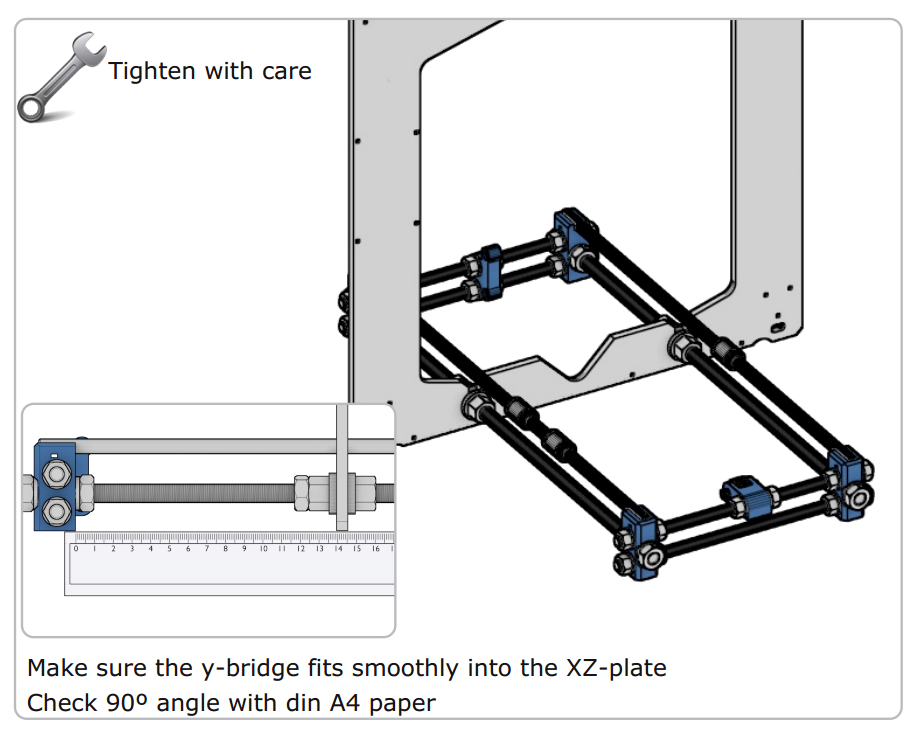 Tighten with care
0 1 2 3 4 5 6 7 8 9 10 11 12 13 14 15 16 1
Make sure the y-bridge fits smoothly into the XZ-plate
Check 90º angle with din A4 paper